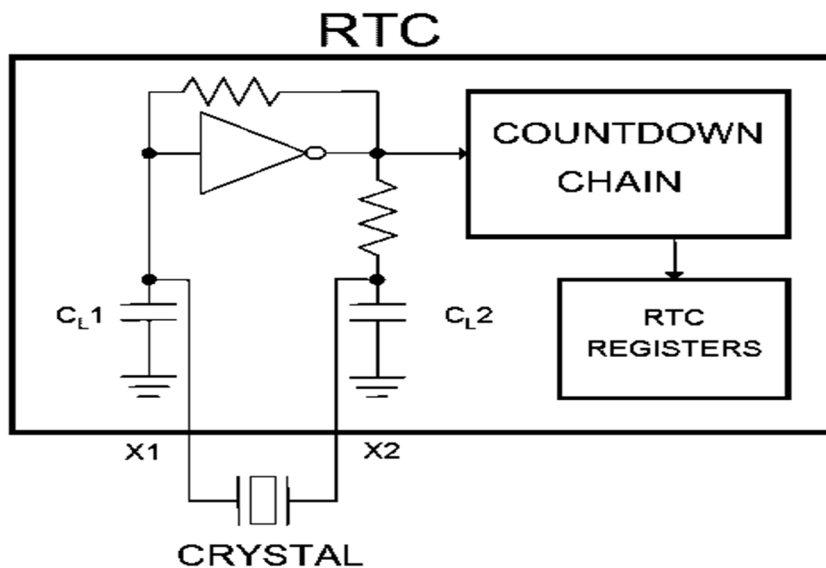 RTC
COUNTDOWN
CHAIN
CL1
CL2
RTC
REGISTERS
X1
X2
CRYSTAL